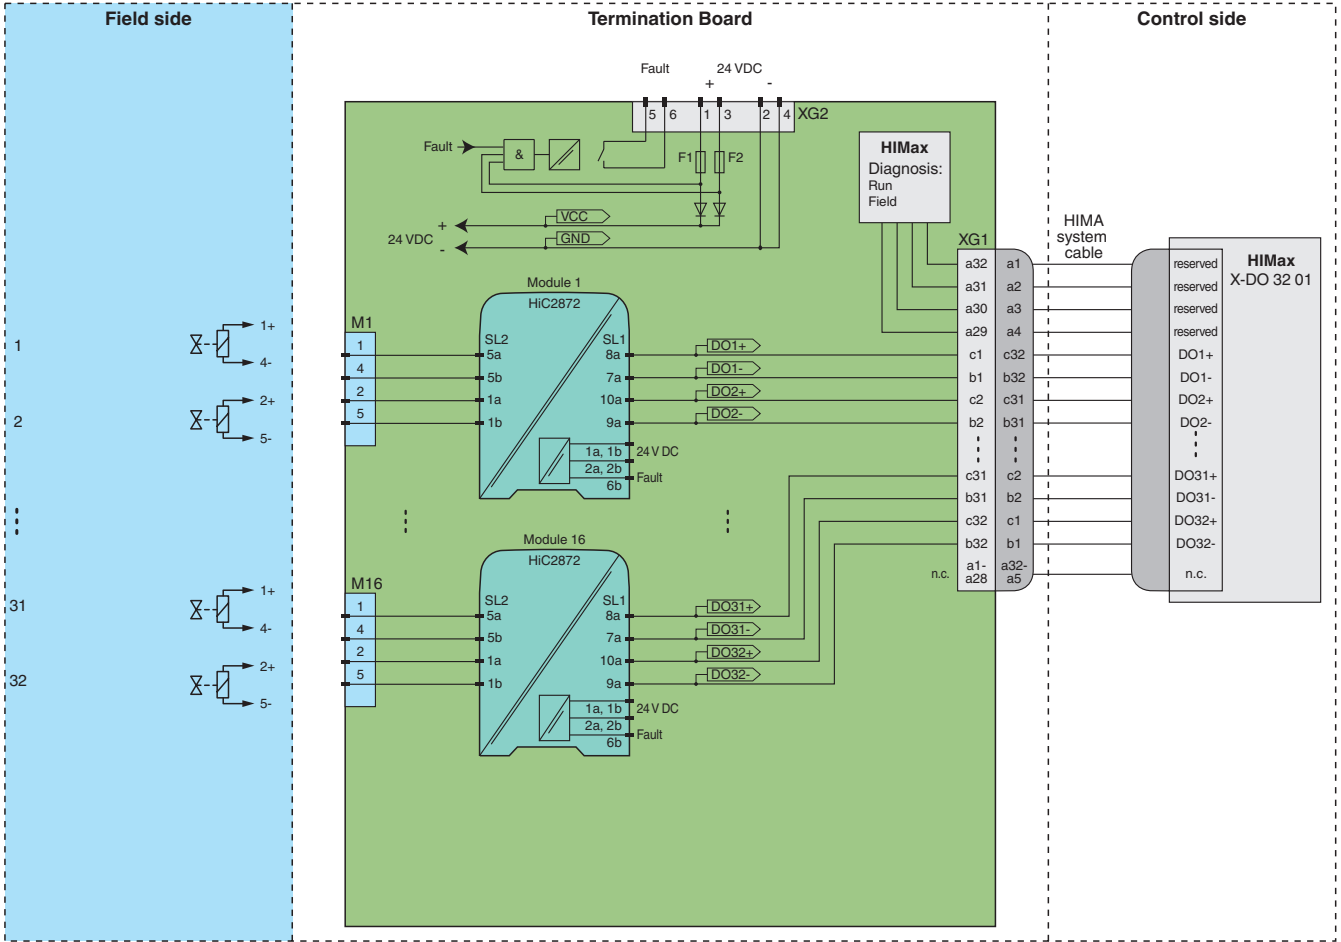 Field side
Termination Board
Control side
Fault
24 VDC
+
-
5 6 1 3 2 4
XG2
Fault
&
F1
F2
HIMax
Diagnosis:
Run
Field
VCC
+
24 VDC
-
GND
XG1
HIMA
system
cable
HIMax
X-DO 32 01
a32 a1 reserved
a31 a2 reserved
a30 a3 reserved
a29 a4 reserved
c1 c32 DO1+
b1 b32 DO1-
c2 c31 DO2+
b2 b31 DO2-
c31 c2 DO31+
b31 b2 DO31-
c32 c1 DO32+
b32 b1 DO32-
n.c.
a1-
a28
a32-
a5
n.c.
Module 1
HiC2872
1
1+
4-
2
2+
5-
M1
1
4
2
5
SL2
5a
5b
1a
1b
SL1
8a
7a
10a
9a
DO1+
DO1-
DO2+
DO2-
1a, 1b
24 V DC
2a, 2b
Fault
6b
Module 16
HiC2872
31
1+
4-
32
2+
5-
M16
1
4
2
5
SL2
5a
5b
1a
1b
SL1
8a
7a
10a
9a
DO31+
DO31-
DO32+
DO32-
1a, 1b
24 V DC
2a, 2b
Fault
6b